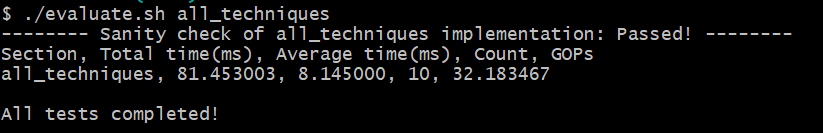 $ ./evaluate.sh all_techniques
-------- Sanity check of all_techniques implementation: Passed! --------
Section, Total time(ms), Average time(ms), Count, GOPs
all_techniques, 81.453003, 8.145000, 10, 32.183467

All tests completed!